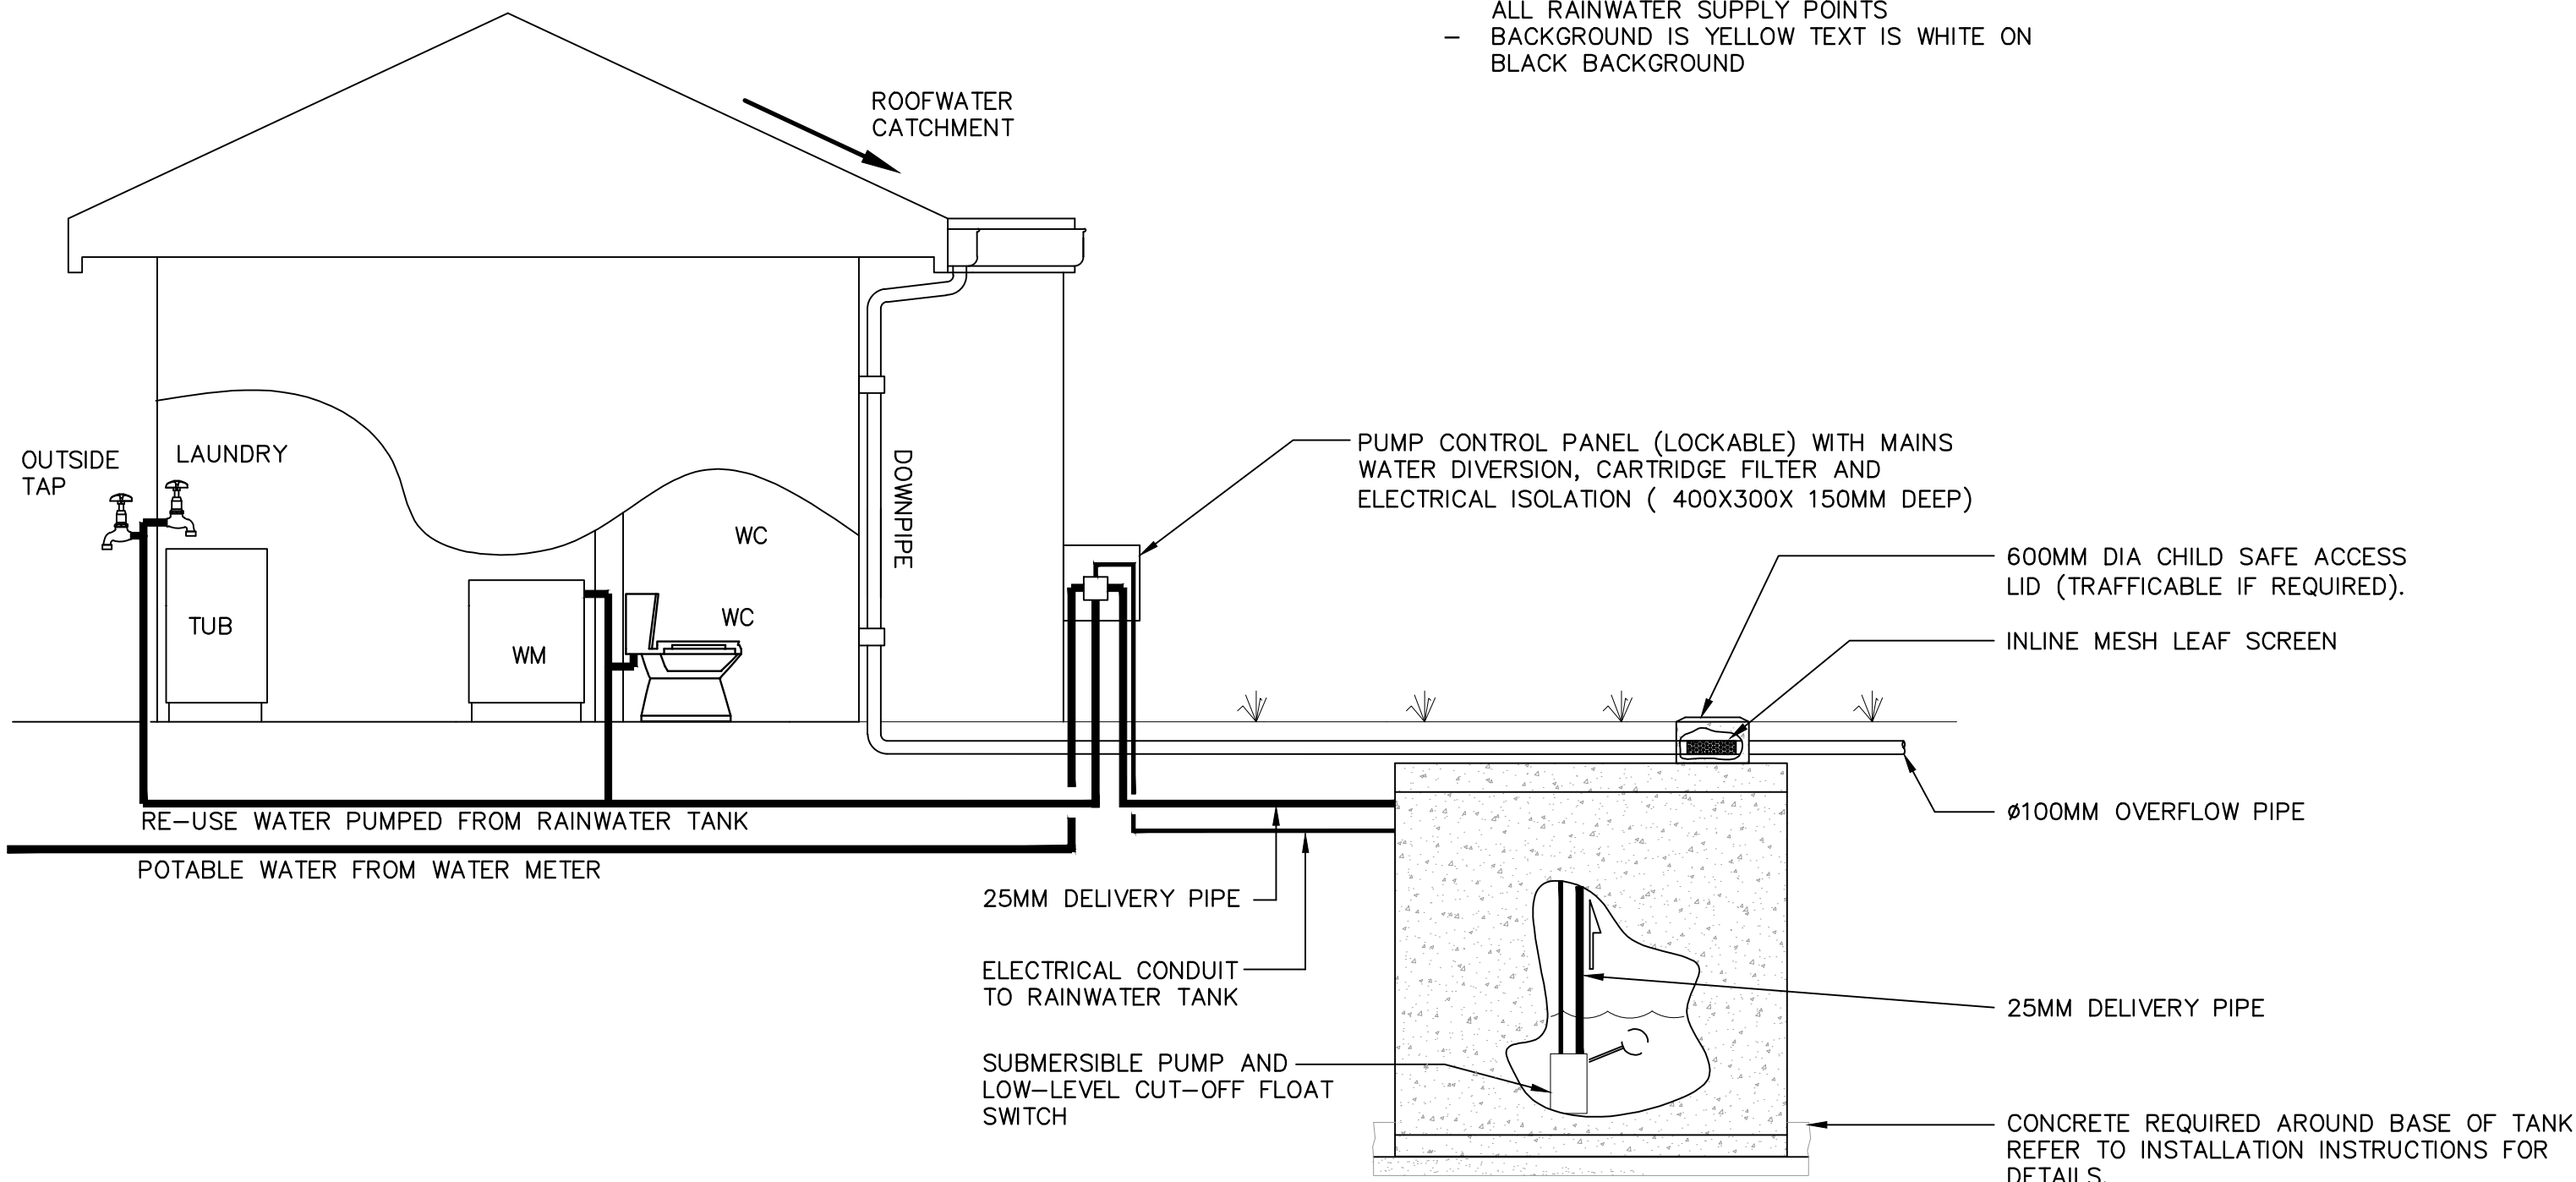 ALL RAINWATER SUPPLY POINTS
- BACKGROUND IS YELLOW TEXT IS WHITE ON
BLACK BACKGROUND
ROOFWATER
CATCHMENT
OUTSIDE
TAP
LAUNDRY
DOWNPIPE
WC
WC
TUB
WM
PUMP CONTROL PANEL (LOCKABLE) WITH MAINS
WATER DIVERSION, CARTRIDGE FILTER AND
ELECTRICAL ISOLATION ( 400X300X 150MM DEEP)
600MM DIA CHILD SAFE ACCESS
LID (TRAFFICABLE IF REQUIRED).
INLINE MESH LEAF SCREEN
ø100MM OVERFLOW PIPE
RE-USE WATER PUMPED FROM RAINWATER TANK
POTABLE WATER FROM WATER METER
25MM DELIVERY PIPE
ELECTRICAL CONDUIT
TO RAINWATER TANK
SUBMERSIBLE PUMP AND
LOW-LEVEL CUT-OFF FLOAT
SWITCH
25MM DELIVERY PIPE
CONCRETE REQUIRED AROUND BASE OF TANK
REFER TO INSTALLATION INSTRUCTIONS FOR
DETAILS.